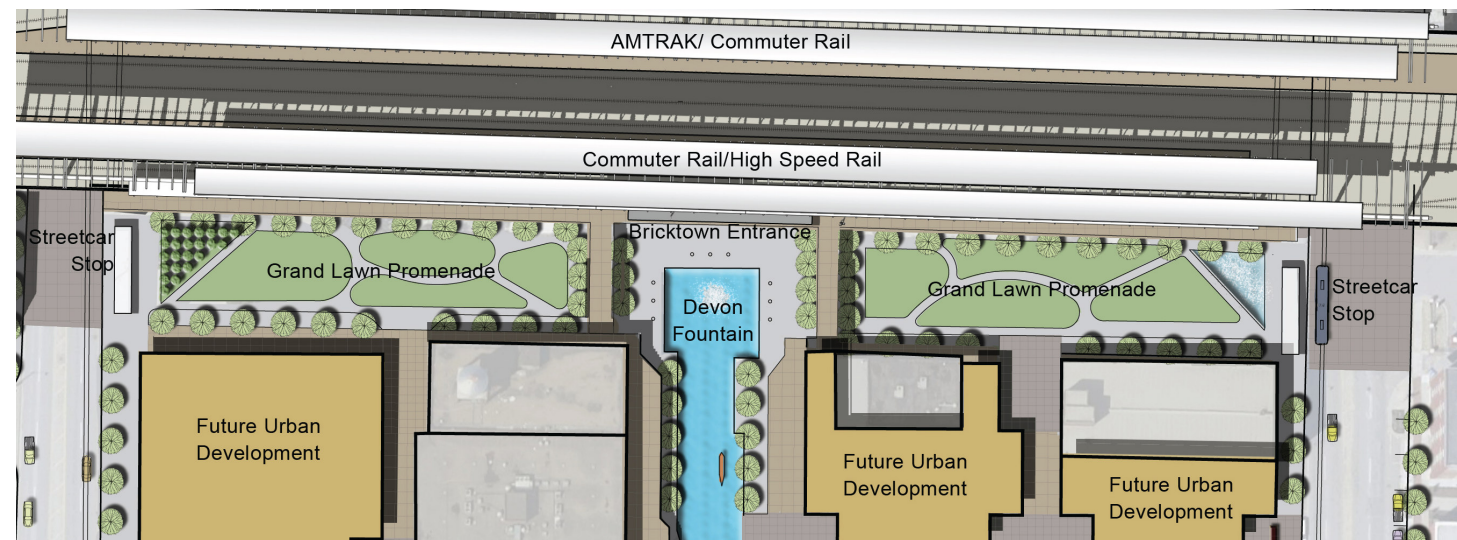 AMTRAK/ Commuter Rail
Commuter Rail/High Speed Rail
Bricktown Entrance
Streetcar
Stop
Grand Lawn Promenade
Devon
Fountain
Grand Lawn Promenade
Streetcar
Stop
Future Urban
Development
Future Urban
Development
Future Urban
Development